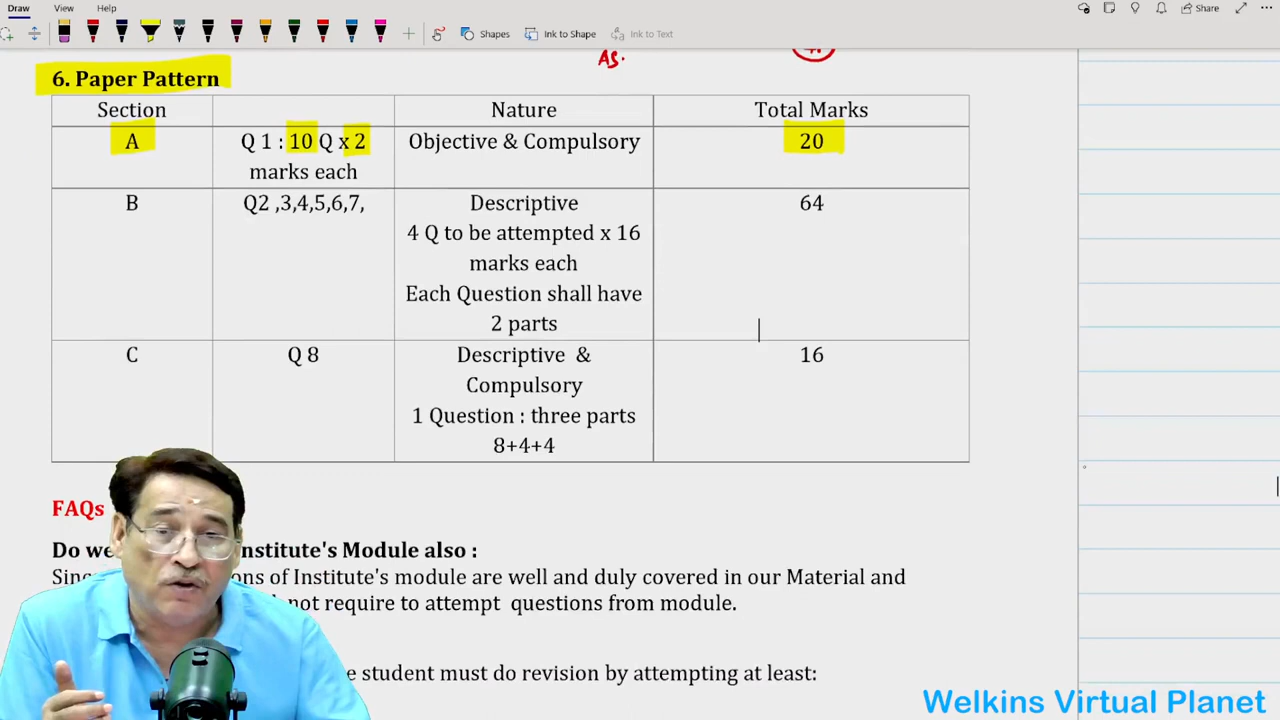 Draw View Help
+ Shapes Ink to Shape Ink to Text Share
AS.
6. Paper Pattern
Section Nature Total Marks
A Q 1 : 10 Q x 2 marks each Objective & Compulsory 20
B Q2 ,3,4,5,6,7, Descriptive 64
4 Q to be attempted x 16
marks each
Each Question shall have
2 parts
C Q 8 Descriptive & 16
Compulsory
1 Question : three parts
8+4+4
FAQs
Do we nstitute's Module also :
Sinc ons of Institute's module are well and duly covered in our Material and
not require to attempt questions from module.
e student must do revision by attempting at least:
Welkins Virtual Planet